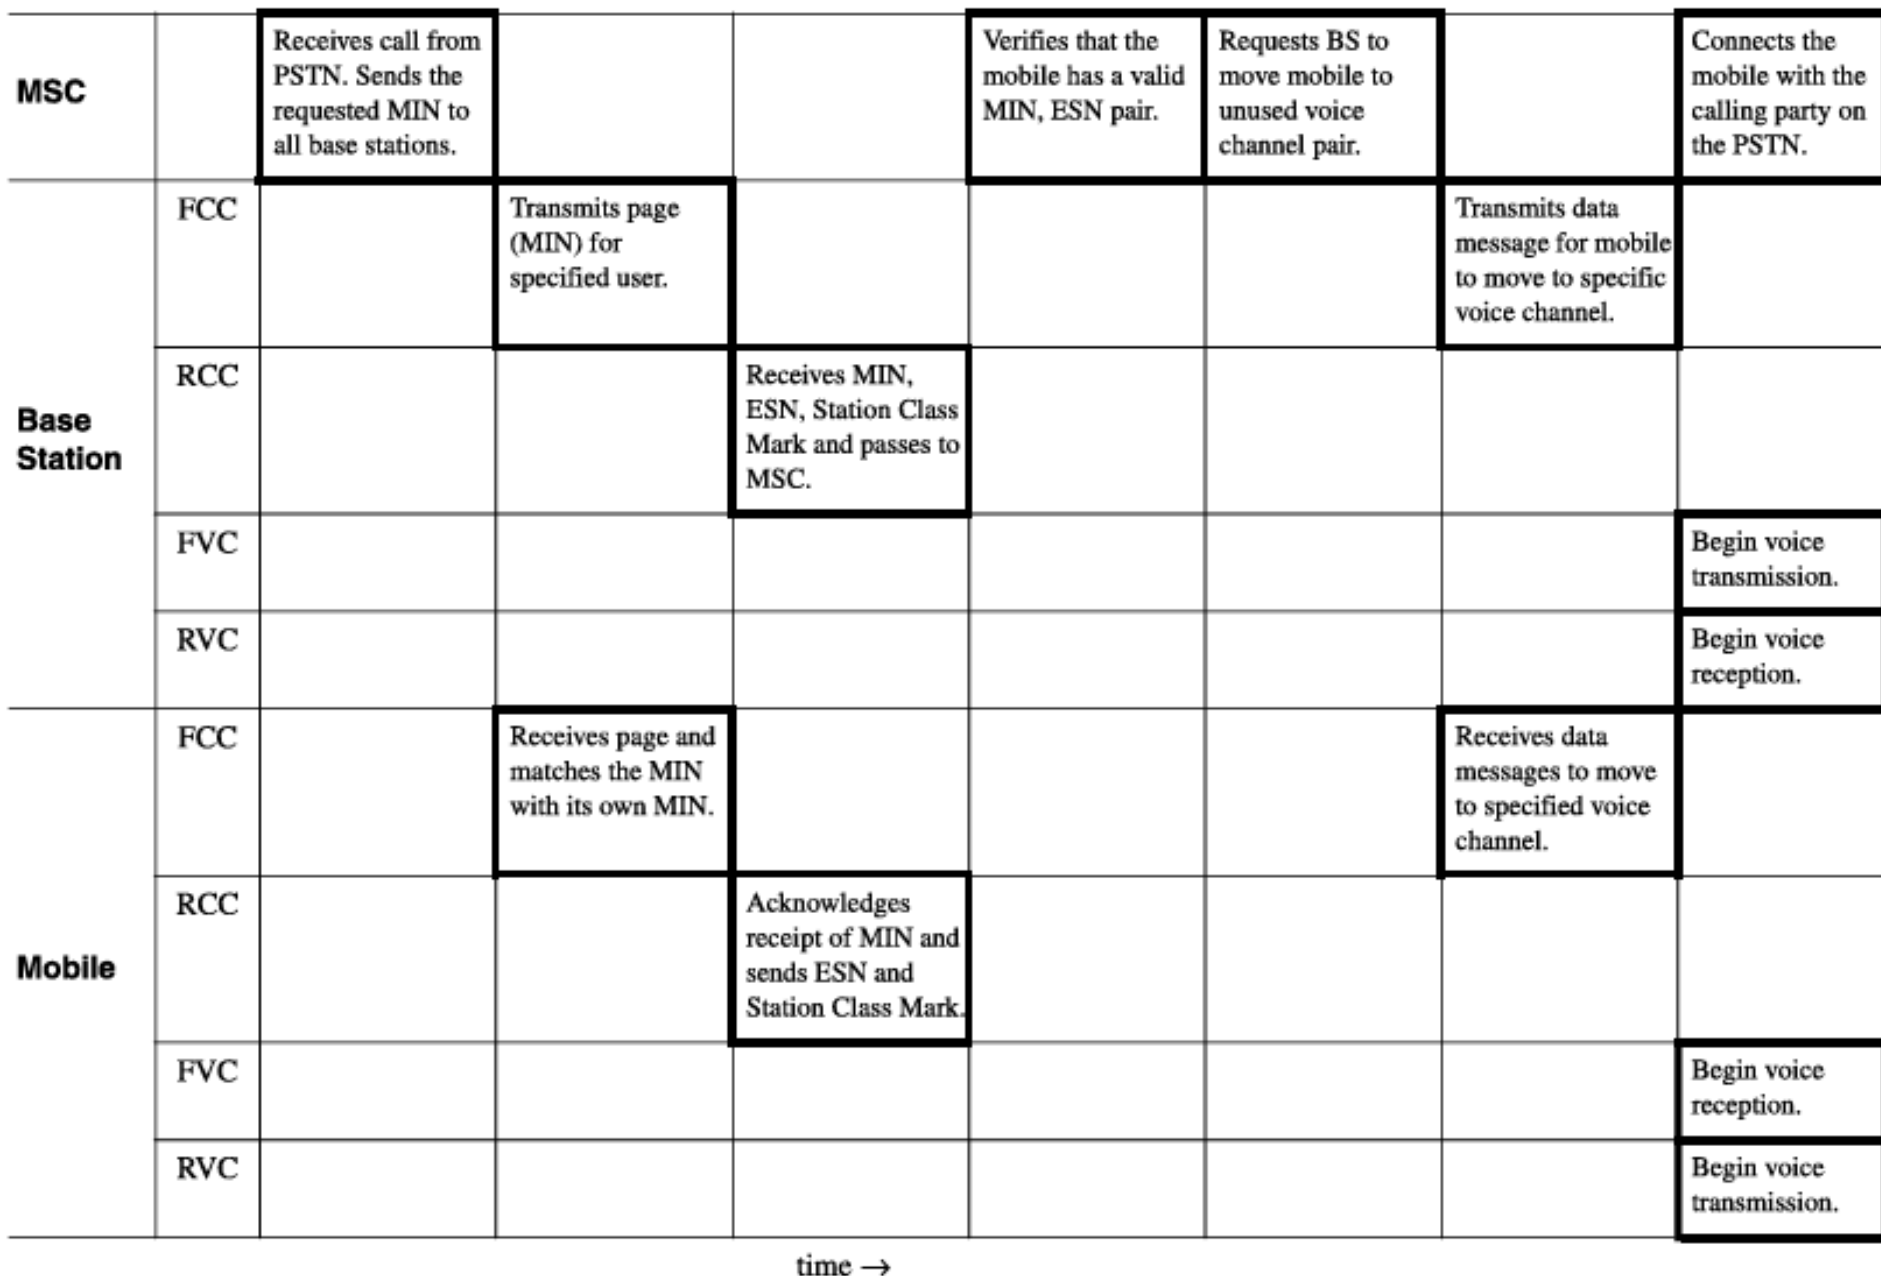 MSC
Receives call from
PSTN. Sends the
requested MIN to
all base stations.
Verifies that the
mobile has a valid
MIN, ESN pair.
Requests BS to
move mobile to
unused voice
channel pair.
Connects the
mobile with the
calling party on
the PSTN.
Base
Station
FCC
Transmits page
(MIN) for
specified user.
Transmits data
message for mobile
to move to specific
voice channel.
RCC
Receives MIN,
ESN, Station Class
Mark and passes to
MSC.
FVC
Begin voice
transmission.
RVC
Begin voice
reception.
Mobile
FCC
Receives page and
matches the MIN
with its own MIN.
Receives data
messages to move
to specified voice
channel.
RCC
Acknowledges
receipt of MIN and
sends ESN and
Station Class Mark.
FVC
Begin voice
reception.
RVC
Begin voice
transmission.
time →